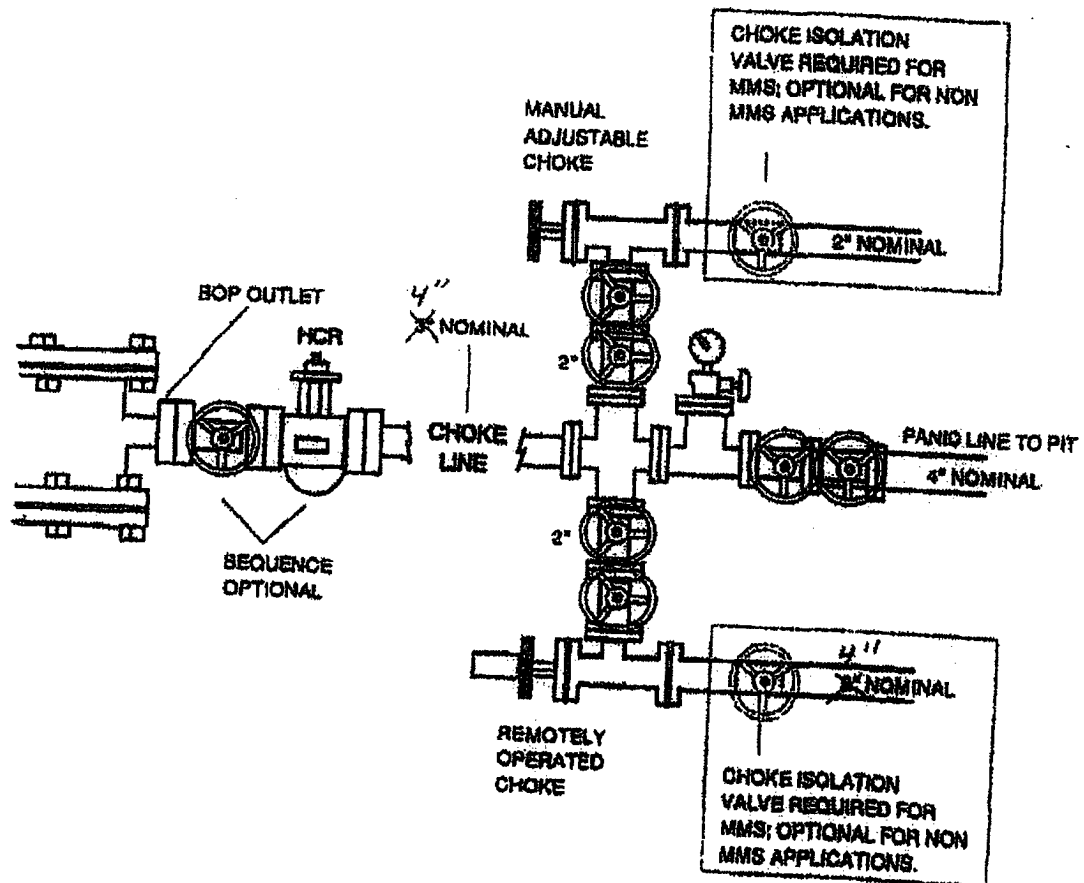 CHOKE ISOLATION
VALVE REQUIRED FOR
MMS; OPTIONAL FOR NON
MMS APPLICATIONS.
MANUAL
ADJUSTABLE
CHOKE
2" NOMINAL
BOP OUTLET
4"
3" NOMINAL
HCR
2"
CHOKE
LINE
PANIC LINE TO PIT
4" NOMINAL
2"
SEQUENCE
OPTIONAL
4"
NOMINAL
REMOTELY
OPERATED
CHOKE
CHOKE ISOLATION
VALVE REQUIRED FOR
MMS; OPTIONAL FOR NON
MMS APPLICATIONS.